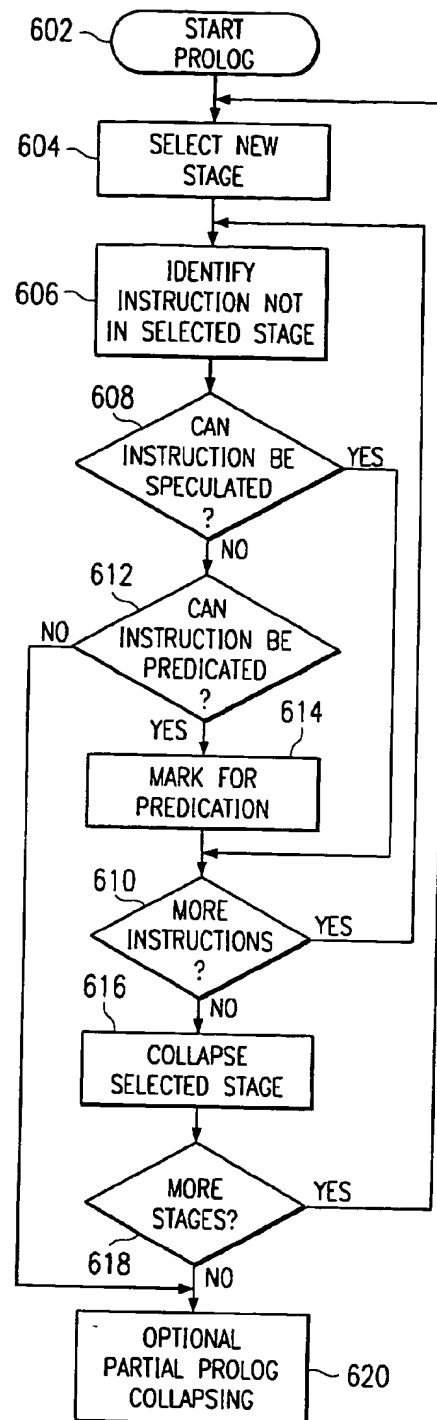 602
START
PROLOG
604
SELECT NEW
STAGE
606
IDENTIFY
INSTRUCTION NOT
IN SELECTED STAGE
608
CAN
INSTRUCTION BE
SPECULATED
?
YES
NO
612
CAN
INSTRUCTION BE
PREDICATED
?
NO
YES
614
MARK FOR
PREDICATION
610
MORE
INSTRUCTIONS
?
YES
NO
616
COLLAPSE
SELECTED STAGE
MORE
STAGES?
YES
618
NO
OPTIONAL
PARTIAL PROLOG
COLLAPSING
620